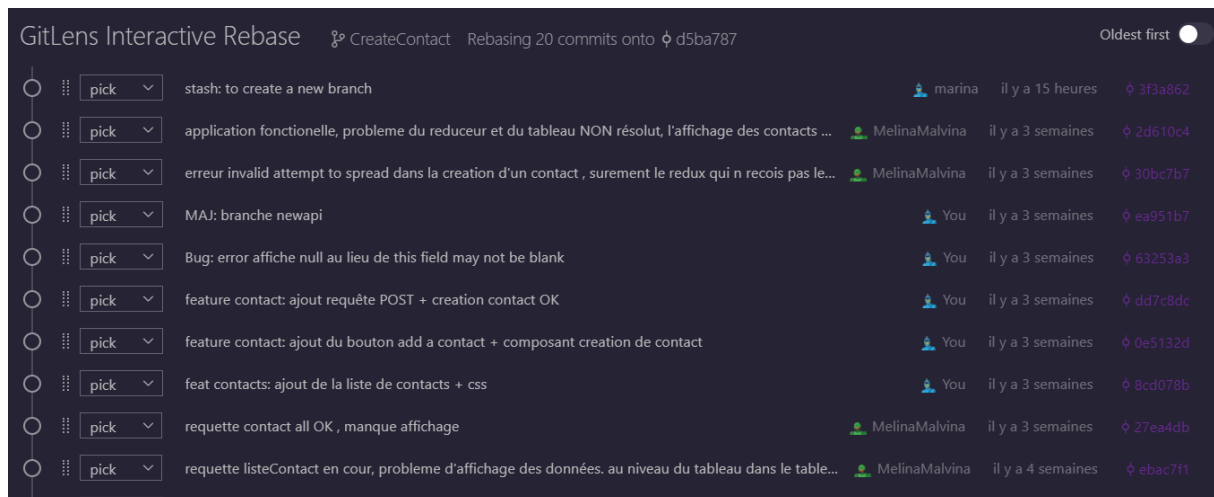 GitLens Interactive Rebase CreateContact Rebasing 20 commits onto d5ba787 Oldest first
pick stash: to create a new branch marina il y a 15 heures 3f3a862
pick application fonctionelle, probleme du reduceur et du tableau NON résolut, l'affichage des contacts ... MelinaMalvina il y a 3 semaines 2d610c4
pick erreur invalid attempt to spread dans la creation d'un contact , surement le redux qui n recois pas le... MelinaMalvina il y a 3 semaines 30bc7b7
pick MAJ: branche newapi You il y a 3 semaines ea951b7
pick Bug: error affiche null au lieu de this field may not be blank You il y a 3 semaines 63253a3
pick feature contact: ajout requête POST + creation contact OK You il y a 3 semaines dd7c8dc
pick feature contact: ajout du bouton add a contact + composant creation de contact You il y a 3 semaines 0e5132d
pick feat contacts: ajout de la liste de contacts + css You il y a 3 semaines 8cd078b
pick requette contact all OK , manque affichage MelinaMalvina il y a 3 semaines 27ea4db
pick requette listeContact en cour, probleme d'affichage des données. au niveau du tableau dans le table... MelinaMalvina il y a 4 semaines ebac7f1